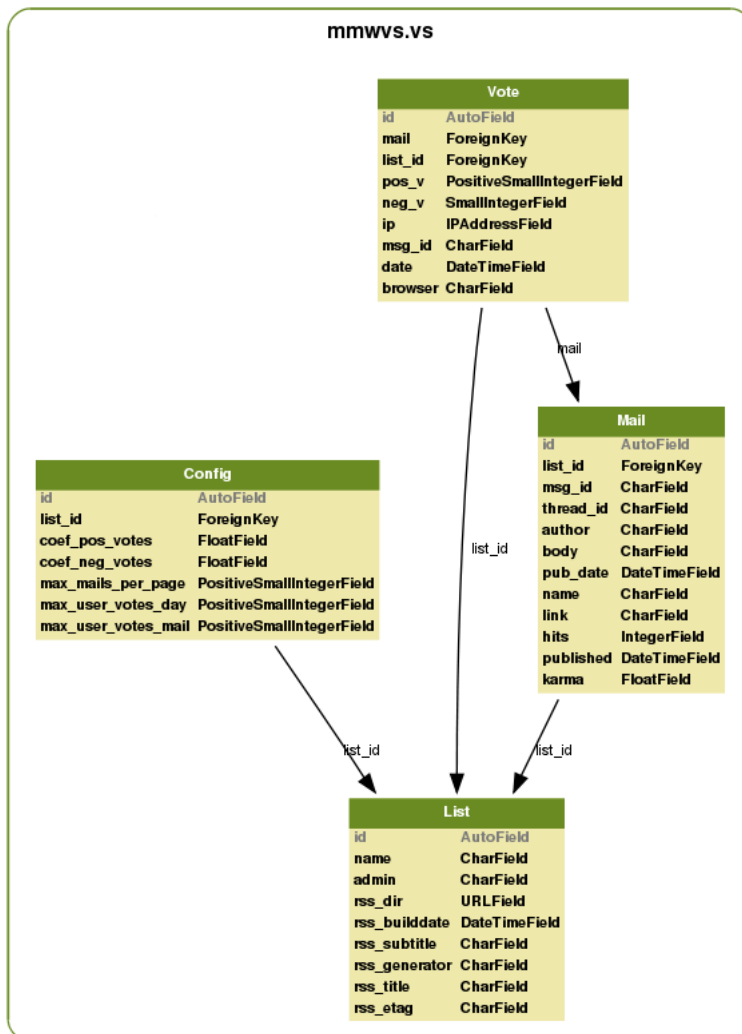 mmwvs.vs
Vote
id AutoField
mail ForeignKey
list_id ForeignKey
pos_v PositiveSmallIntegerField
neg_v SmallIntegerField
ip IPAddressField
msg_id CharField
date DateTimeField
browser CharField
mail
Mail
id AutoField
list_id ForeignKey
msg_id CharField
thread_id CharField
author CharField
body CharField
pub_date DateTimeField
name CharField
link CharField
hits IntegerField
published DateTimeField
karma FloatField
Config
id AutoField
list_id ForeignKey
coef_pos_votes FloatField
coef_neg_votes FloatField
max_mails_per_page PositiveSmallIntegerField
max_user_votes_day PositiveSmallIntegerField
max_user_votes_mail PositiveSmallIntegerField
list_id
list_id
list_id
List
id AutoField
name CharField
admin CharField
rss_dir URLField
rss_builddate DateTimeField
rss_subtitle CharField
rss_generator CharField
rss_title CharField
rss_etag CharField